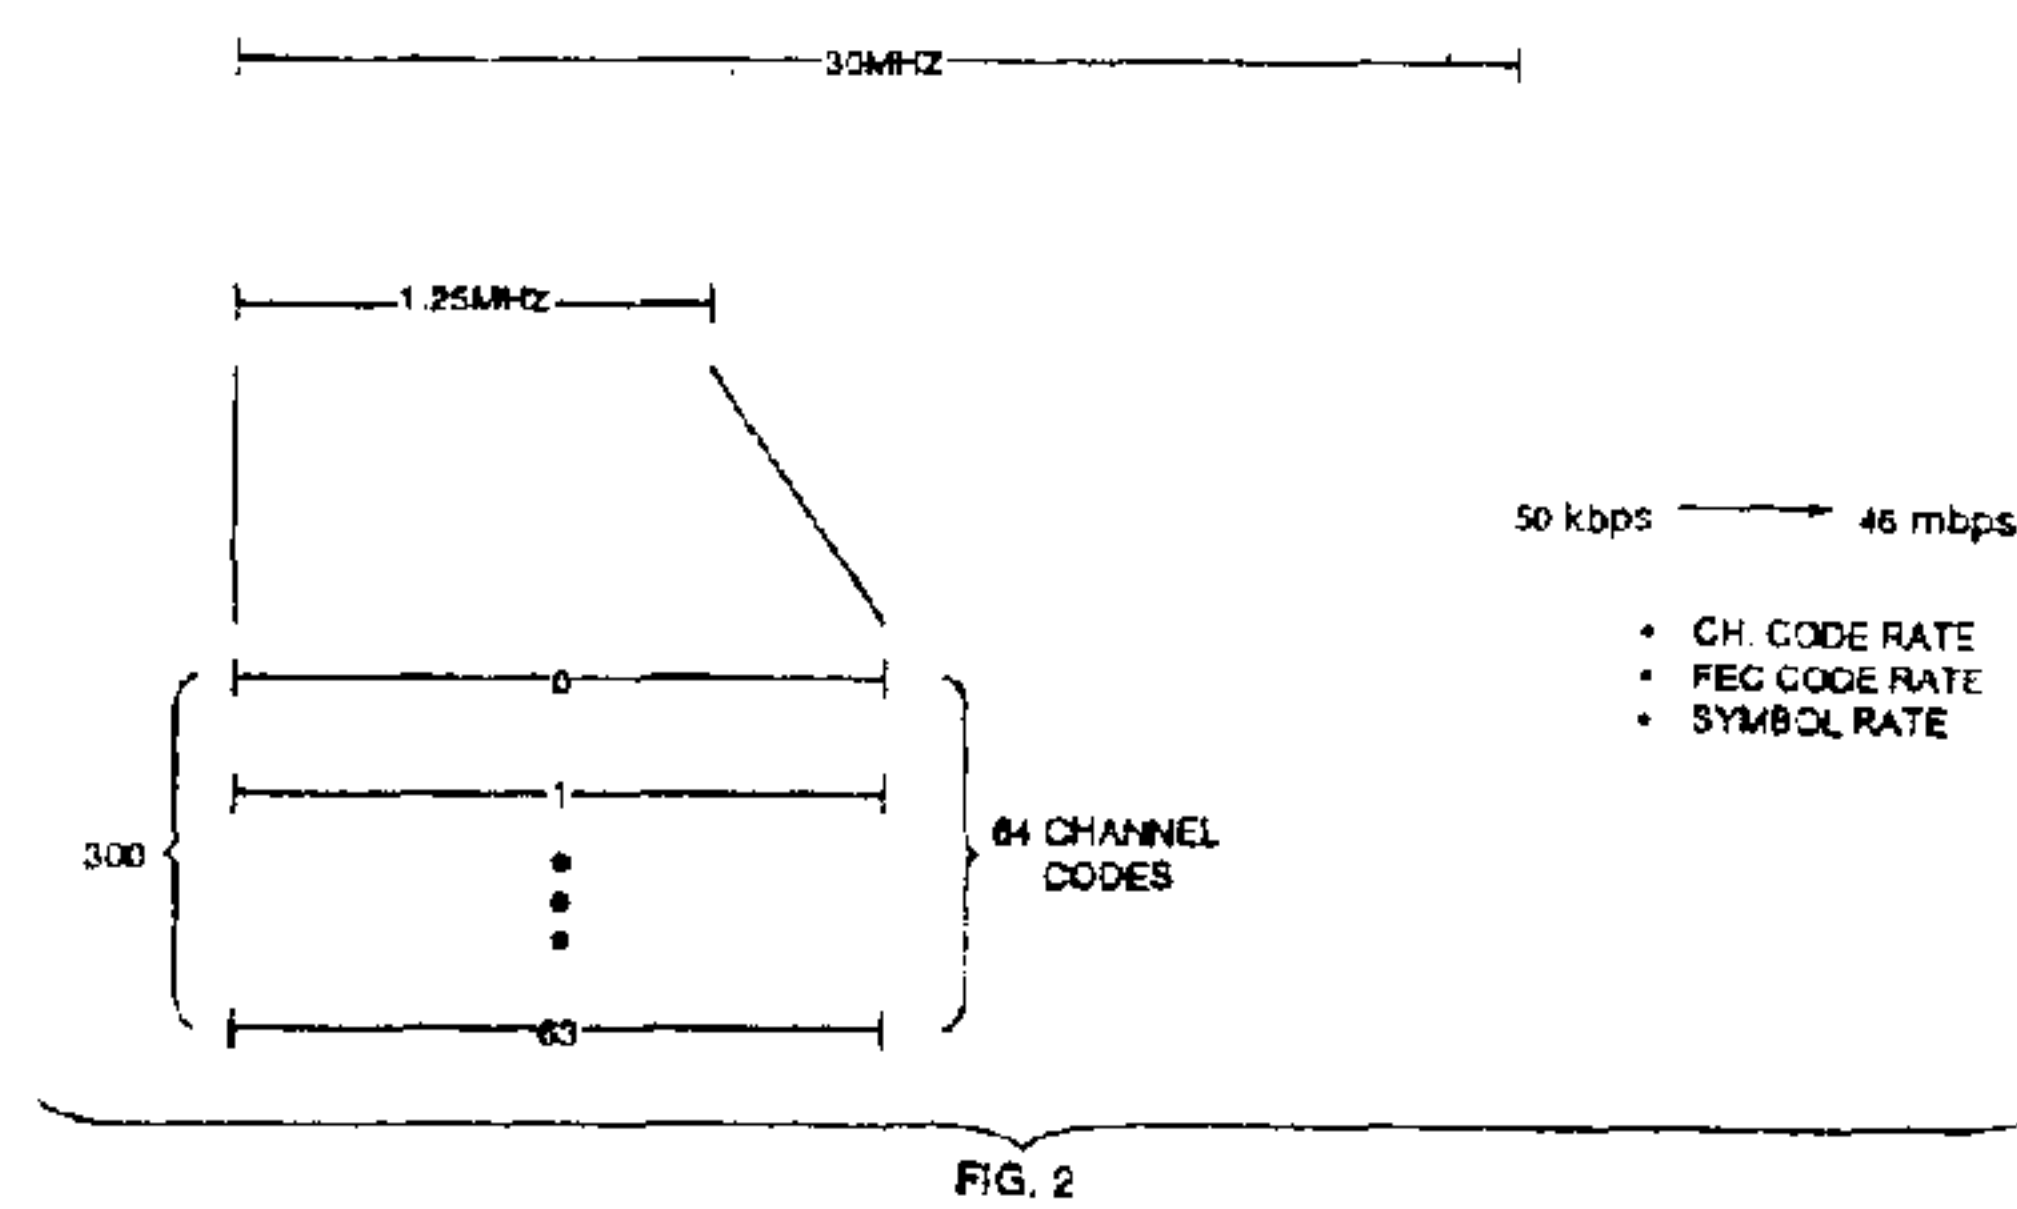 30MHZ
1.25MHZ
50 kbps
46 mbps
• CH. CODE RATE
• FEC CODE RATE
• SYMBOL RATE
0
1
300
64 CHANNEL
CODES
63
FIG. 2